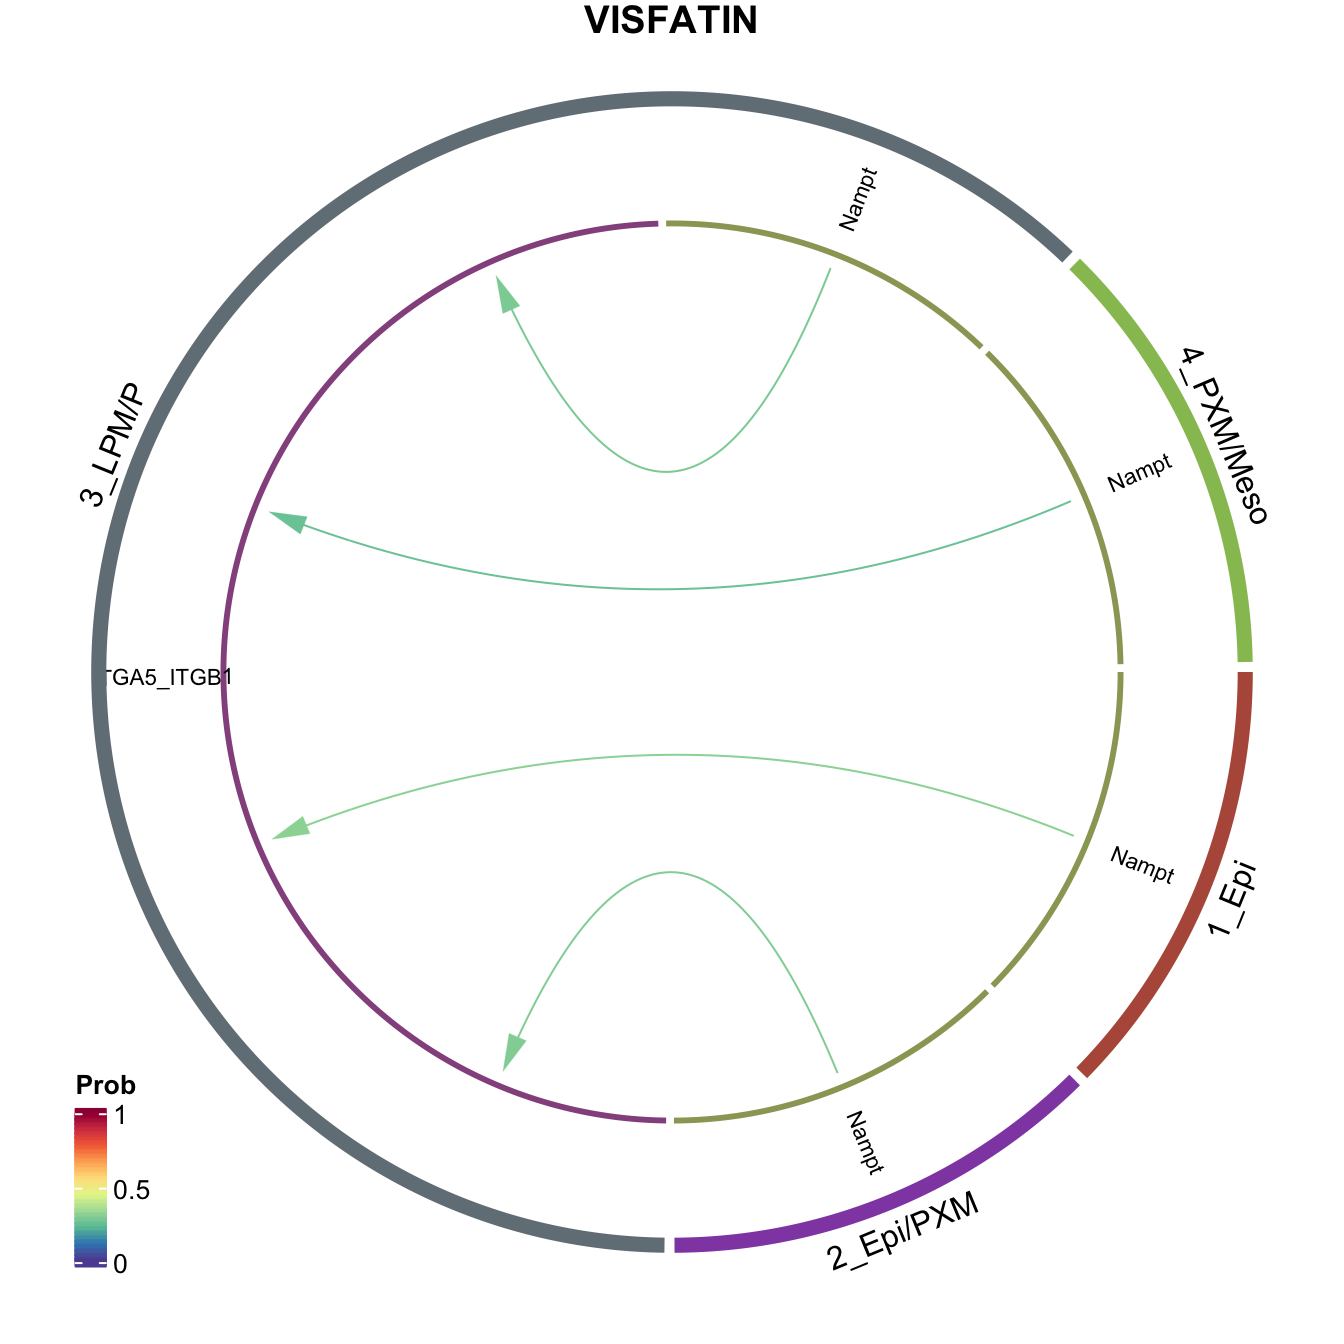 VISFATIN
Nampt
4_PXM/Meso
3_LPM/P
Nampt
TGA5_ITGB1
Nampt
1_Epi
Prob
1
0.5
0
Nampt
2_Epi/PXM